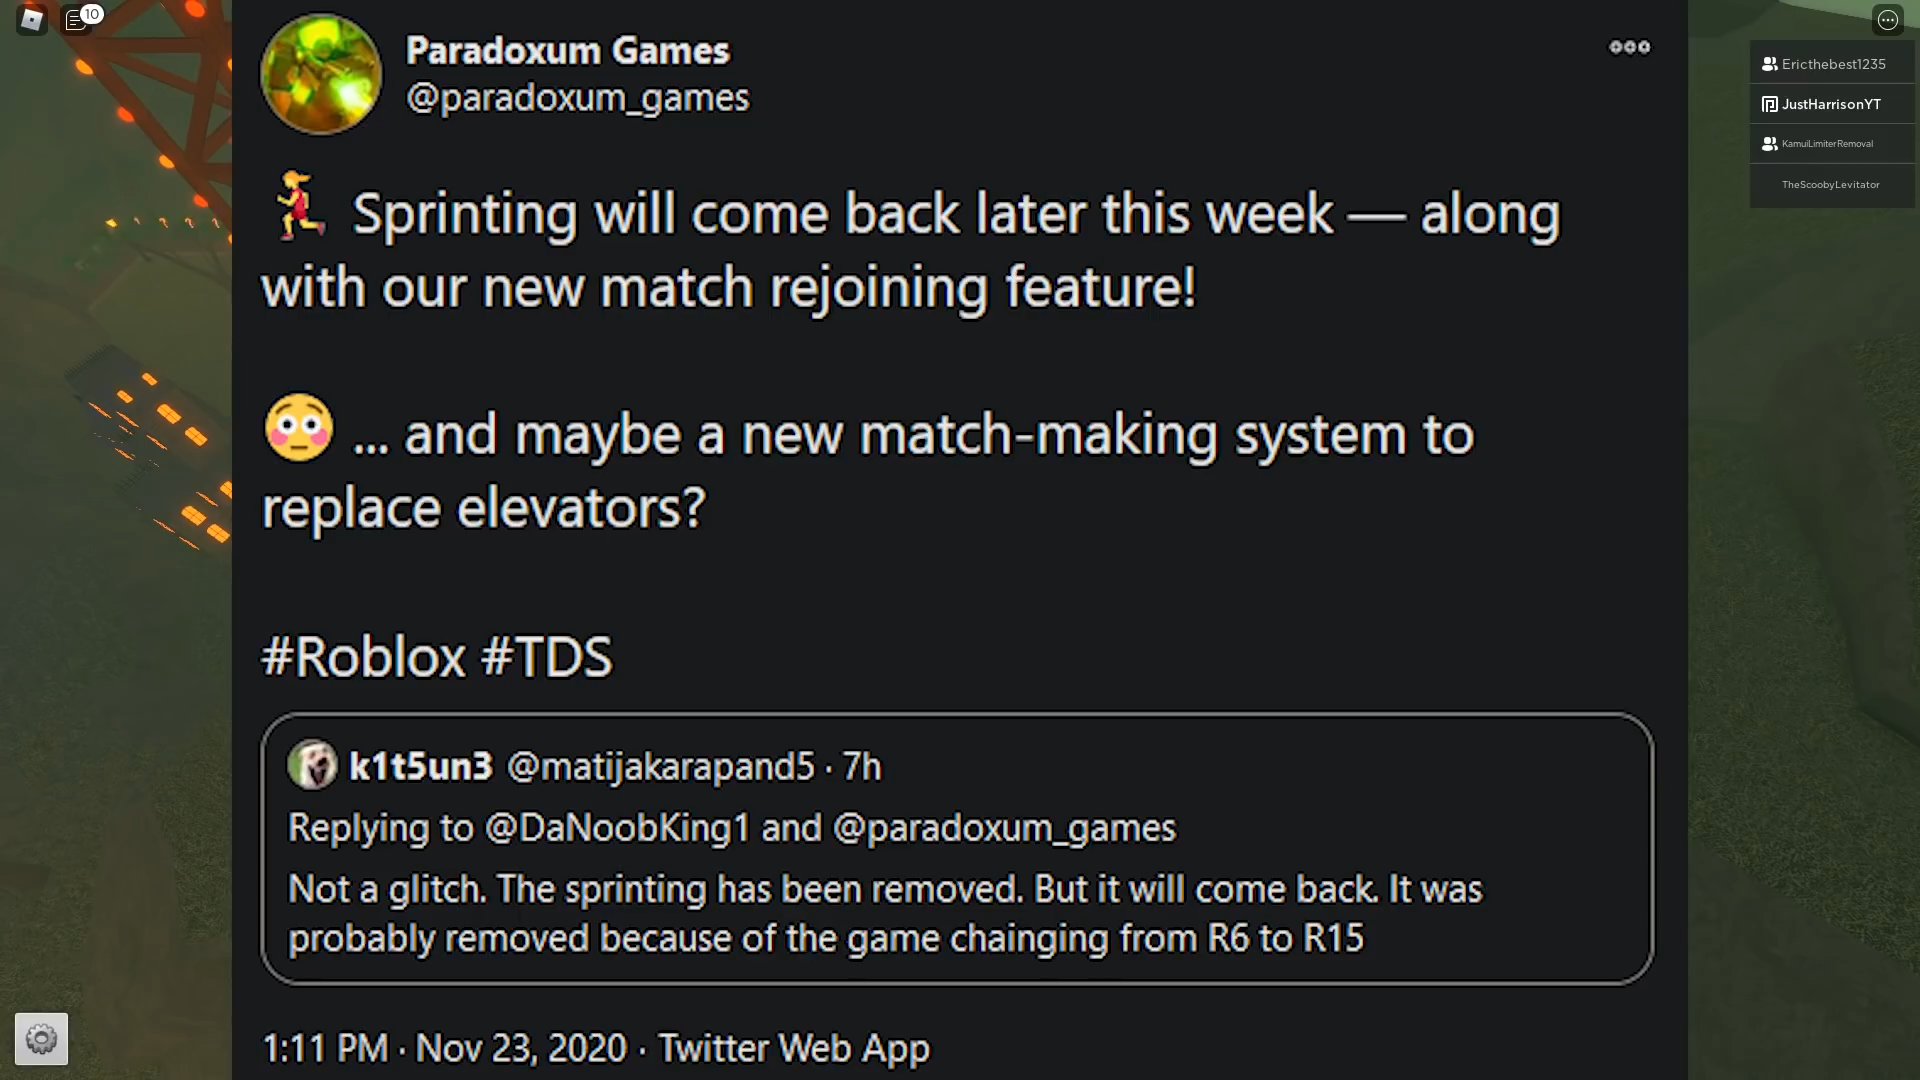 10
Paradoxum Games
@paradoxum_games
🏃‍♀️ Sprinting will come back later this week — along
with our new match rejoining feature!
😳 ... and maybe a new match-making system to
replace elevators?
#Roblox #TDS
k1t5un3 @matijakarapand5 · 7h
Replying to @DaNoobKing1 and @paradoxum_games
Not a glitch. The sprinting has been removed. But it will come back. It was
probably removed because of the game chainging from R6 to R15
1:11 PM · Nov 23, 2020 · Twitter Web App
Ericthebest1235
JustHarrisonYT
KamuiLimiterRemoval
TheScoobyLevitator